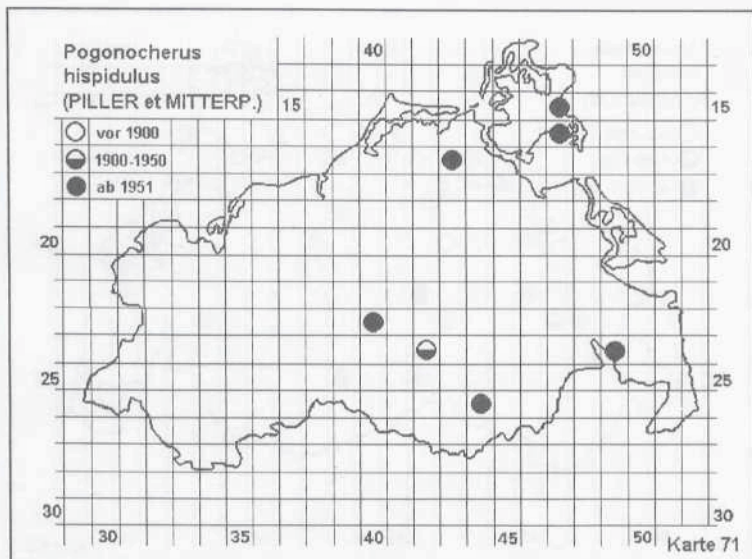 Pogonocherus
hispidulus
(PILLER et MITTERP.)
vor 1900
1900-1950
ab 1951
40 50
15 15
20 20
25 25
30 30
30 35 40 45 50
Karte 71